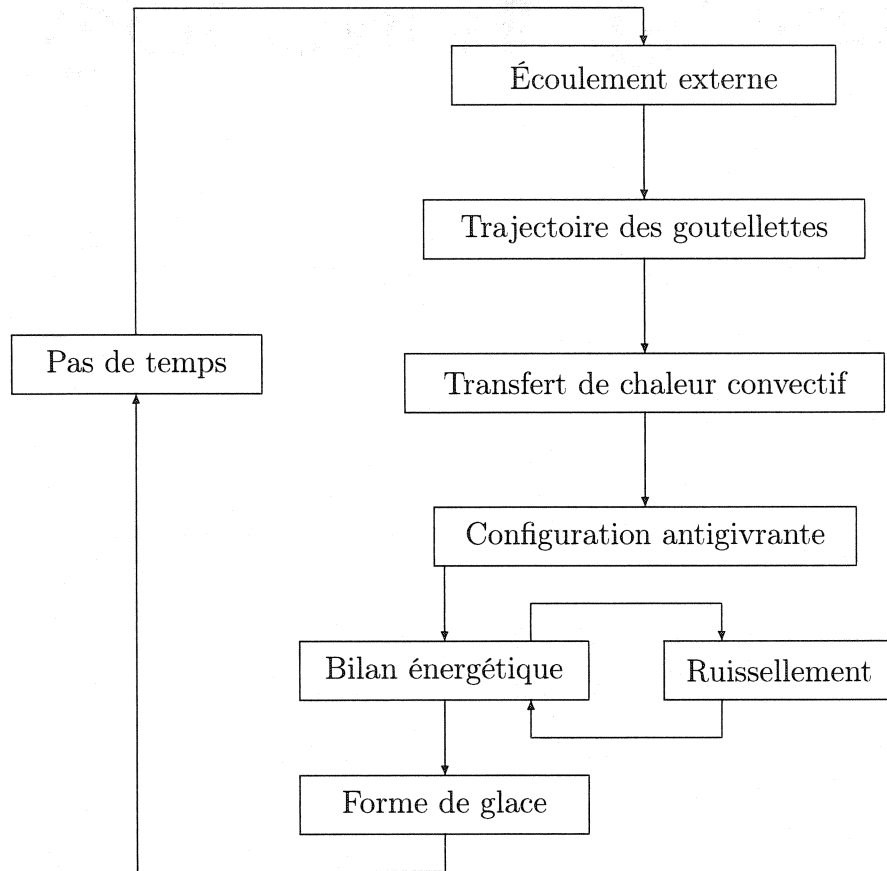 Écoulement externe
Trajectoire des goutellettes
Pas de temps
Transfert de chaleur convectif
Configuration antigivrante
Bilan énergétique
Ruissellement
Forme de glace